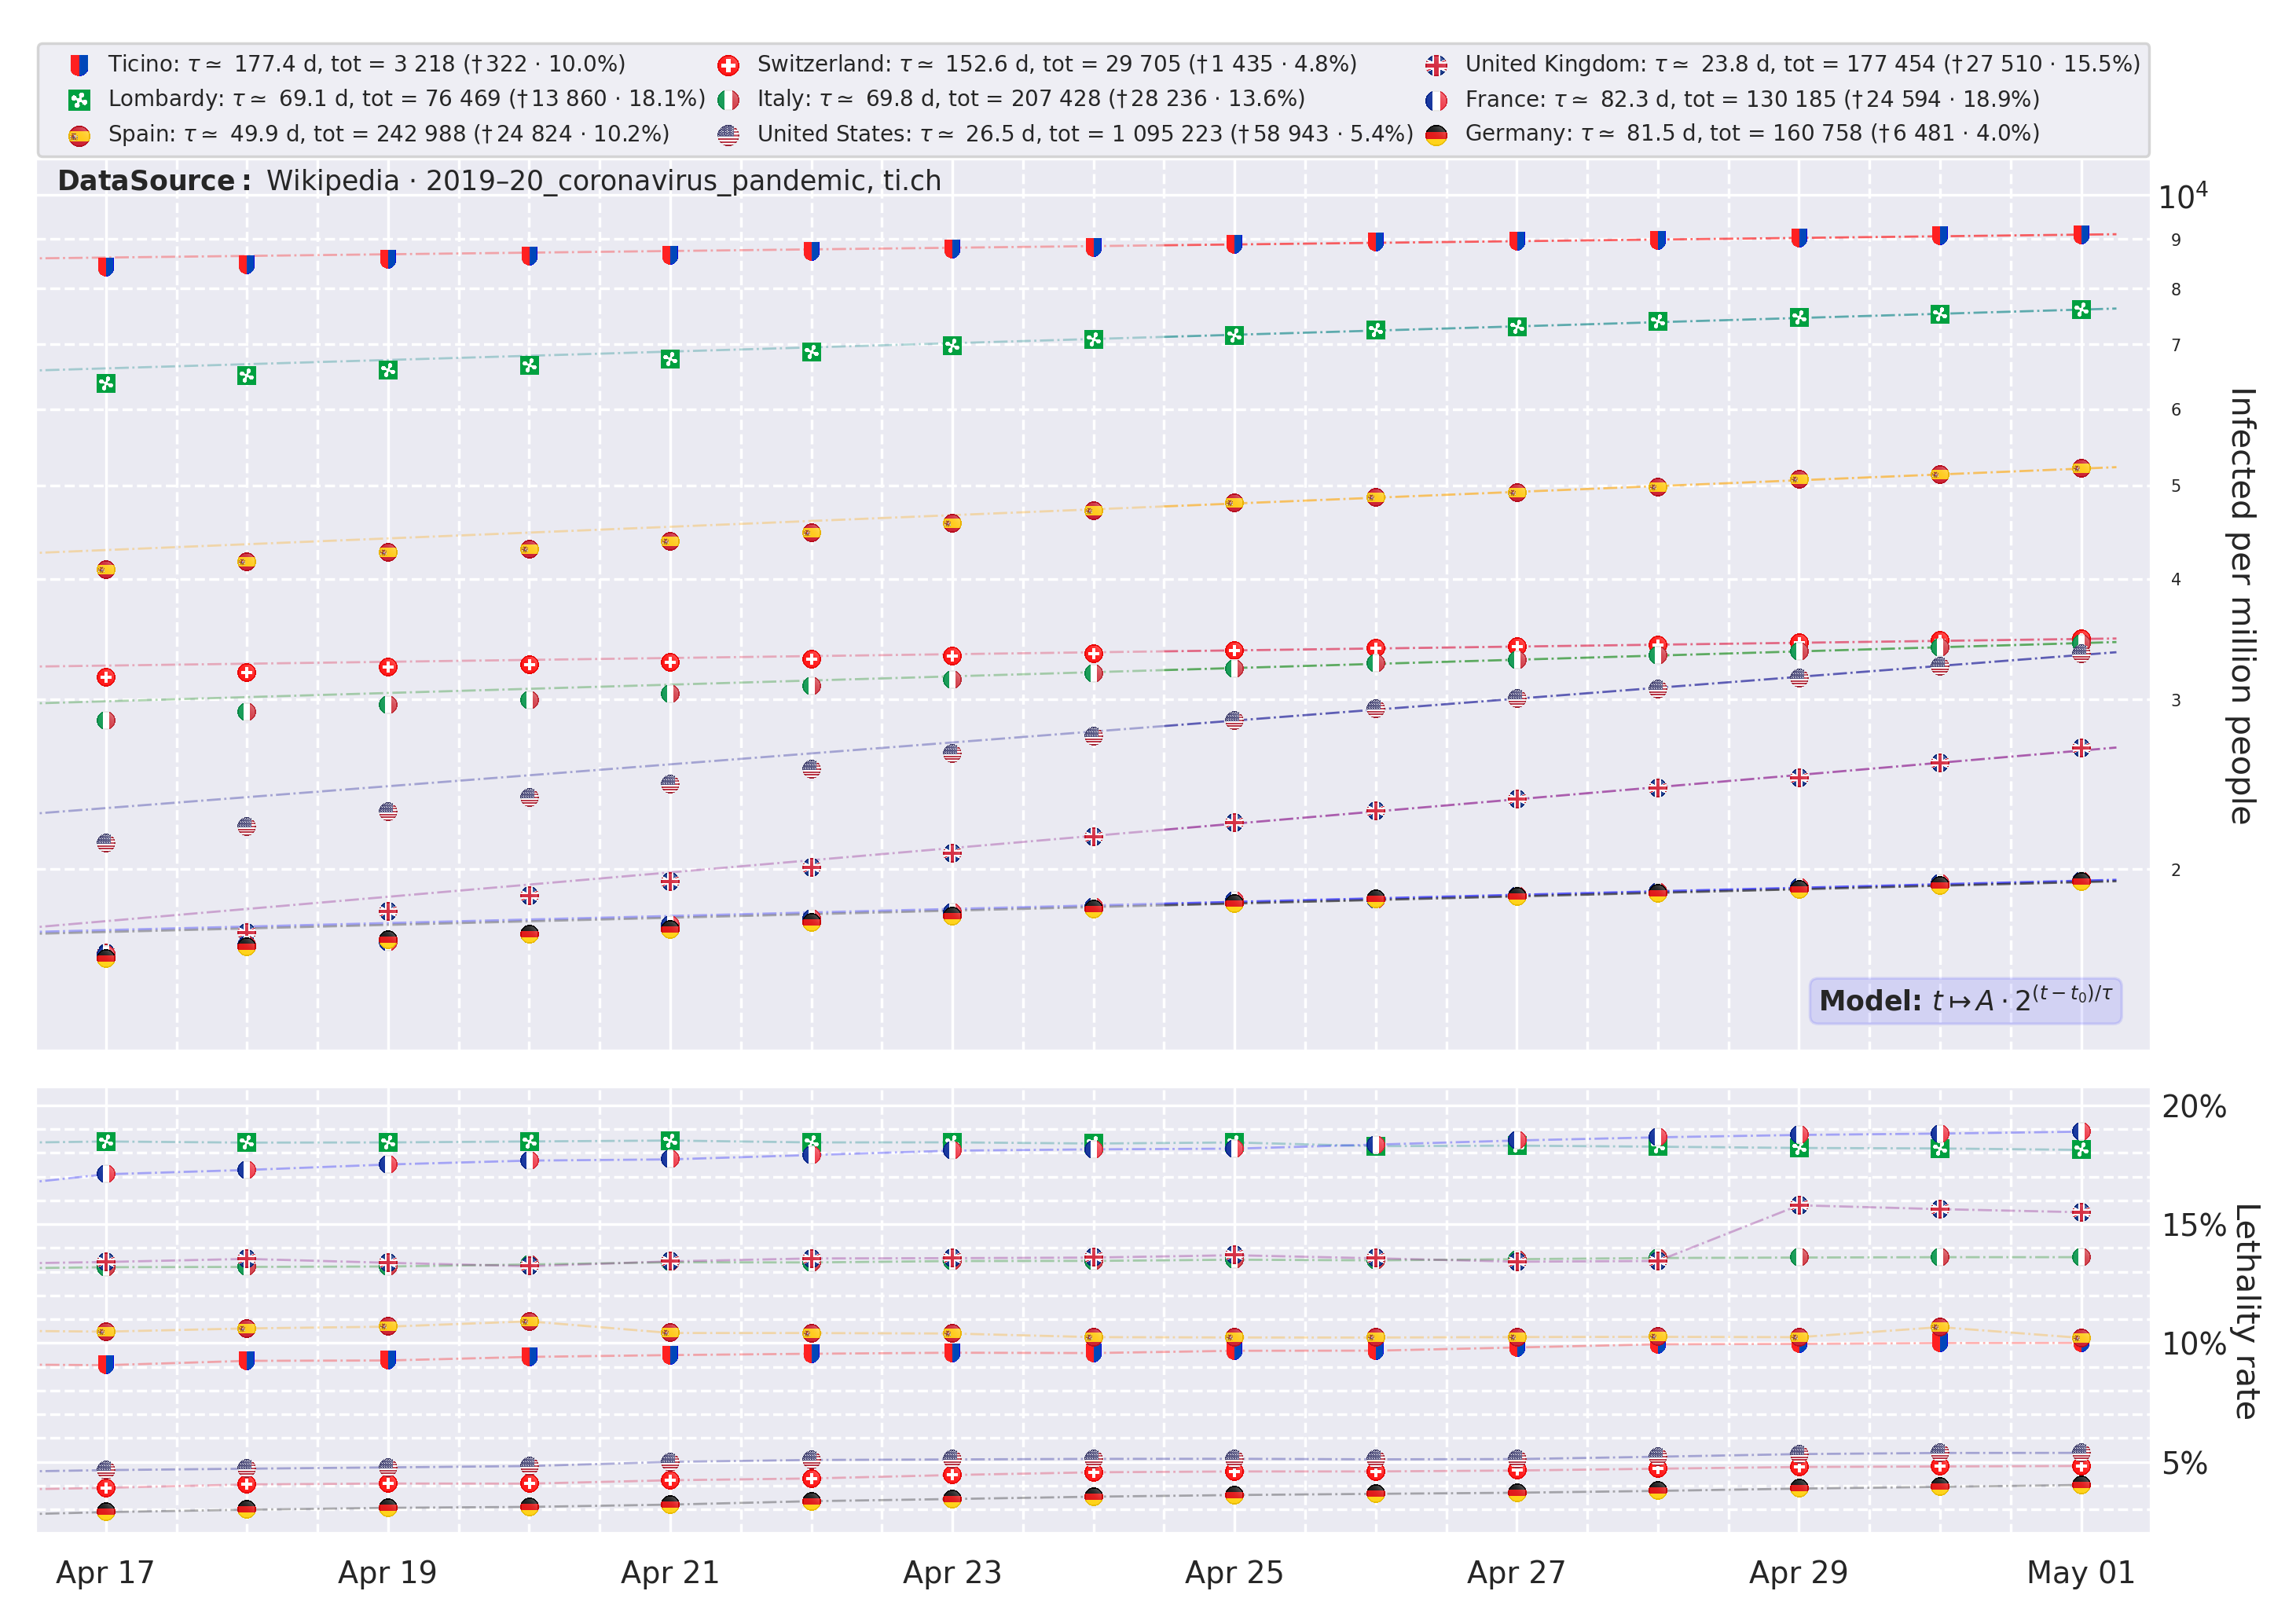 Ticino: τ ≃ 177.4 d, tot = 3 218 (†322 · 10.0%)
Lombardy: τ ≃ 69.1 d, tot = 76 469 (†13 860 · 18.1%)
Spain: τ ≃ 49.9 d, tot = 242 988 (†24 824 · 10.2%)
Switzerland: τ ≃ 152.6 d, tot = 29 705 (†1 435 · 4.8%)
Italy: τ ≃ 69.8 d, tot = 207 428 (†28 236 · 13.6%)
United States: τ ≃ 26.5 d, tot = 1 095 223 (†58 943 · 5.4%)
United Kingdom: τ ≃ 23.8 d, tot = 177 454 (†27 510 · 15.5%)
France: τ ≃ 82.3 d, tot = 130 185 (†24 594 · 18.9%)
Germany: τ ≃ 81.5 d, tot = 160 758 (†6 481 · 4.0%)
DataSource: Wikipedia · 2019–20_coronavirus_pandemic, ti.ch
10⁴
9
8
7
6
5
4
3
2
Infected per million people
Model: t ↦ A · 2^{(t − t₀)/τ}
20%
15%
10%
5%
Lethality rate
Apr 17
Apr 19
Apr 21
Apr 23
Apr 25
Apr 27
Apr 29
May 01